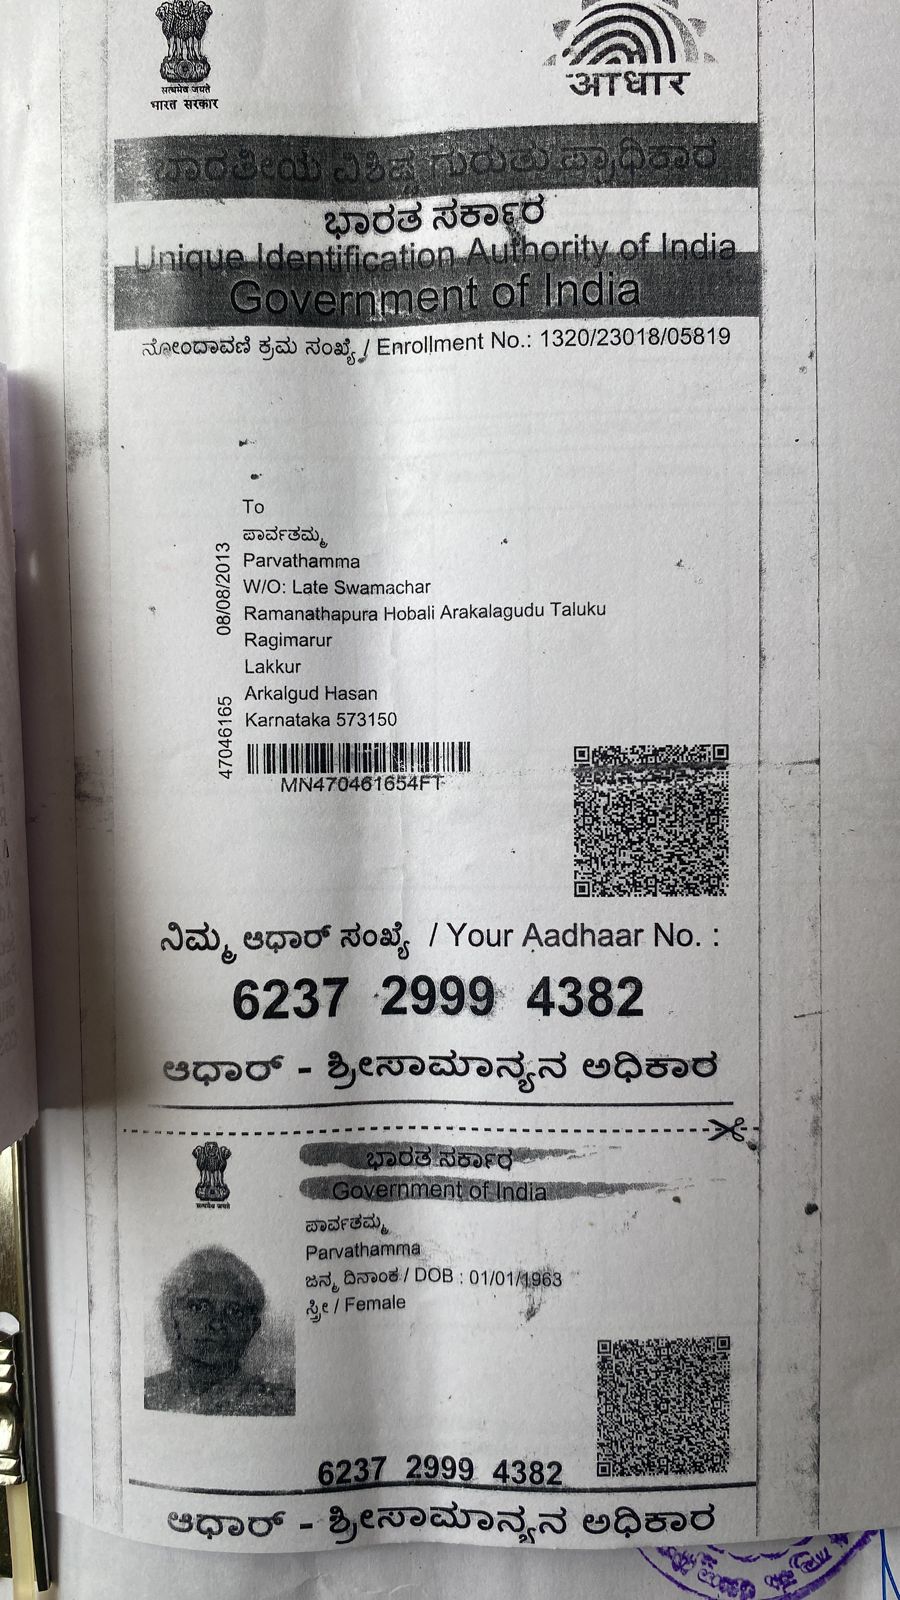 सत्यमेव जयते
भारत सरकार
आधार
ಭಾರತೀಯ ವಿಶಿಷ್ಟ ಗುರುತು ಪ್ರಾಧಿಕಾರ
ಭಾರತ ಸರ್ಕಾರ
Unique Identification Authority of India
Government of India
ನೋಂದಾವಣಿ ಕ್ರಮ ಸಂಖ್ಯೆ / Enrollment No.: 1320/23018/05819
To
ಪಾರ್ವತಮ್ಮ
Parvathamma
W/O: Late Swamachar
Ramanathapura Hobali Arakalagudu Taluku
Ragimarur
Lakkur
Arkalgud Hasan
Karnataka 573150
08/08/2013
47046165
MN470461654FT
ನಿಮ್ಮ ಆಧಾರ್ ಸಂಖ್ಯೆ / Your Aadhaar No. :
6237 2999 4382
ಆಧಾರ್ - ಶ್ರೀಸಾಮಾನ್ಯನ ಅಧಿಕಾರ
सत्यमेव जयते
ಭಾರತ ಸರ್ಕಾರ
Government of India
ಪಾರ್ವತಮ್ಮ
Parvathamma
ಜನ್ಮ ದಿನಾಂಕ / DOB : 01/01/1963
ಸ್ತ್ರೀ / Female
6237 2999 4382
ಆಧಾರ್ - ಶ್ರೀಸಾಮಾನ್ಯನ ಅಧಿಕಾರ